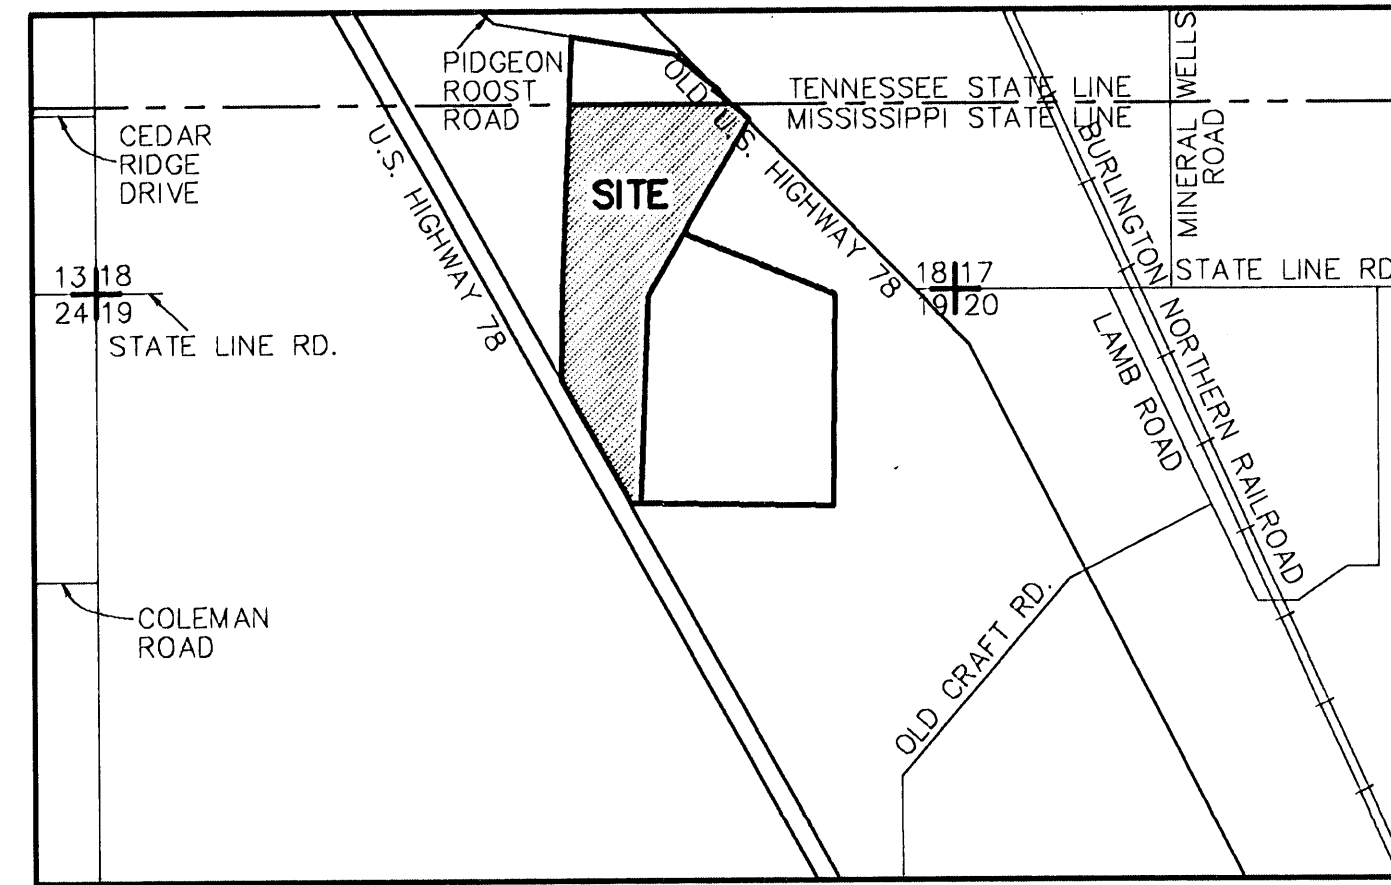 PIDGEON
ROOST
ROAD
OLD U.S. HIGHWAY 78
TENNESSEE STATE LINE
MISSISSIPPI STATE LINE
MINERAL WELLS
ROAD
CEDAR
RIDGE
DRIVE
U.S. HIGHWAY 78
SITE
BURLINGTON NORTHERN RAILROAD
13 18
24 19
STATE LINE RD.
18 17
19 20
STATE LINE RD
LAMB ROAD
COLEMAN
ROAD
OLD CRAFT RD.